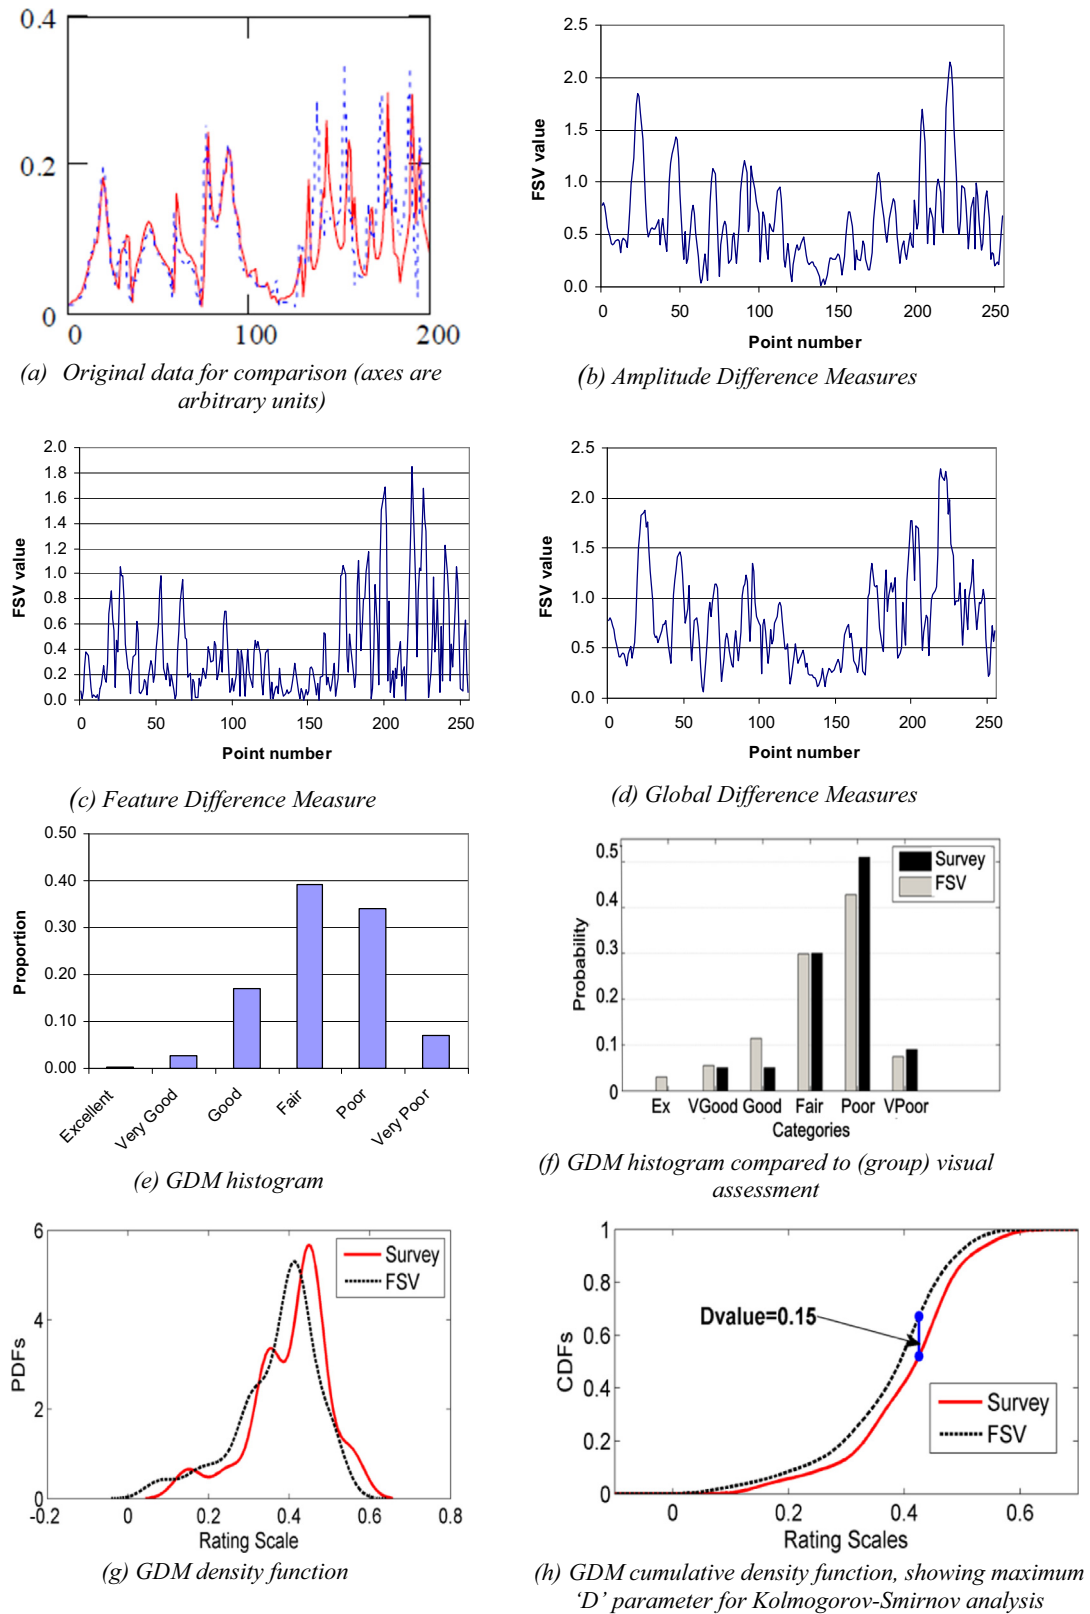 0.4
0.2
0
0
100
200
(a) Original data for comparison (axes are
arbitrary units)
2.5
2.0
1.5
1.0
0.5
0.0
FSV value
0 50 100 150 200 250
Point number
(b) Amplitude Difference Measures
2.0
1.8
1.6
1.4
1.2
1.0
0.8
0.6
0.4
0.2
0.0
FSV value
0 50 100 150 200 250
Point number
(c) Feature Difference Measure
2.5
2.0
1.5
1.0
0.5
0.0
FSV value
0 50 100 150 200 250
Point number
(d) Global Difference Measures
0.50
0.40
0.30
0.20
0.10
0.00
Proportion
Excellent
Very Good
Good
Fair
Poor
Very Poor
(e) GDM histogram
0.5
0.4
0.3
0.2
0.1
0
Probability
Survey
FSV
Ex VGood Good Fair Poor VPoor
Categories
(f) GDM histogram compared to (group) visual
assessment
6
4
2
0
PDFs
Survey
FSV
-0.2 0 0.2 0.4 0.6 0.8
Rating Scale
(g) GDM density function
1
0.8
0.6
0.4
0.2
0
CDFs
Dvalue=0.15
Survey
FSV
0 0.2 0.4 0.6
Rating Scales
(h) GDM cumulative density function, showing maximum
‘D’ parameter for Kolmogorov-Smirnov analysis